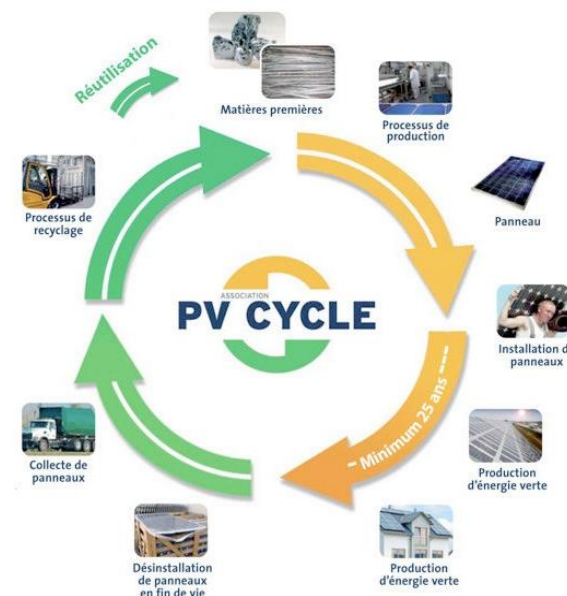 Réutilisation
Matières premières
Processus de
production
Panneau
Installation de
panneaux
Minimum 25 ans
Production
d'énergie verte
Production
d'énergie verte
Désinstallation
de panneaux
en fin de vie
Collecte de
panneaux
Processus de
recyclage
ASSOCIATION
PV CYCLE